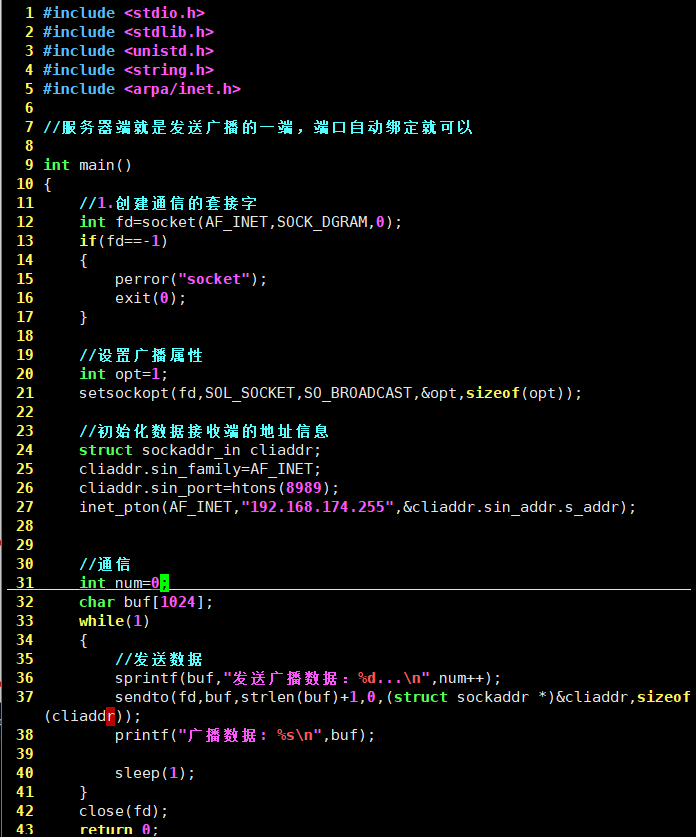 1 #include <stdio.h>
2 #include <stdlib.h>
3 #include <unistd.h>
4 #include <string.h>
5 #include <arpa/inet.h>
6
7 //服务器端就是发送广播的一端，端口自动绑定就可以
8
9 int main()
10 {
11     //1.创建通信的套接字
12     int fd=socket(AF_INET,SOCK_DGRAM,0);
13     if(fd==-1)
14     {
15         perror("socket");
16         exit(0);
17     }
18
19     //设置广播属性
20     int opt=1;
21     setsockopt(fd,SOL_SOCKET,SO_BROADCAST,&opt,sizeof(opt));
22
23     //初始化数据接收端的地址信息
24     struct sockaddr_in cliaddr;
25     cliaddr.sin_family=AF_INET;
26     cliaddr.sin_port=htons(8989);
27     inet_pton(AF_INET,"192.168.174.255",&cliaddr.sin_addr.s_addr);
28
29
30     //通信
31     int num=0;
32     char buf[1024];
33     while(1)
34     {
35         //发送数据
36         sprintf(buf,"发送广播数据：%d...\n",num++);
37         sendto(fd,buf,strlen(buf)+1,0,(struct sockaddr *)&cliaddr,sizeof
(cliaddr));
38         printf("广播数据：%s\n",buf);
39
40         sleep(1);
41     }
42     close(fd);
43     return 0;